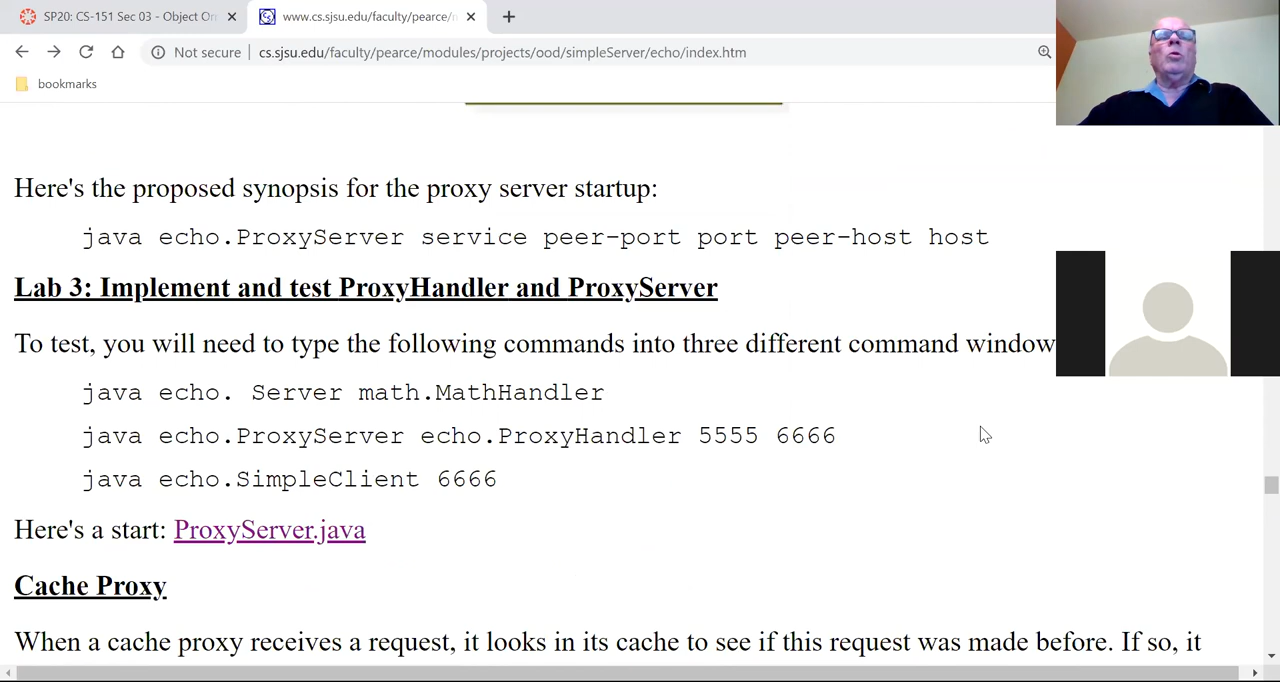 SP20: CS-151 Sec 03 - Object Or
www.cs.sjsu.edu/faculty/pearce/
Not secure
cs.sjsu.edu/faculty/pearce/modules/projects/ood/simpleServer/echo/index.htm
bookmarks
Here's the proposed synopsis for the proxy server startup:
java echo.ProxyServer service peer-port port peer-host host
Lab 3: Implement and test ProxyHandler and ProxyServer
To test, you will need to type the following commands into three different command window
java echo. Server math.MathHandler
java echo.ProxyServer echo.ProxyHandler 5555 6666
java echo.SimpleClient 6666
Here's a start: ProxyServer.java
Cache Proxy
When a cache proxy receives a request, it looks in its cache to see if this request was made before. If so, it